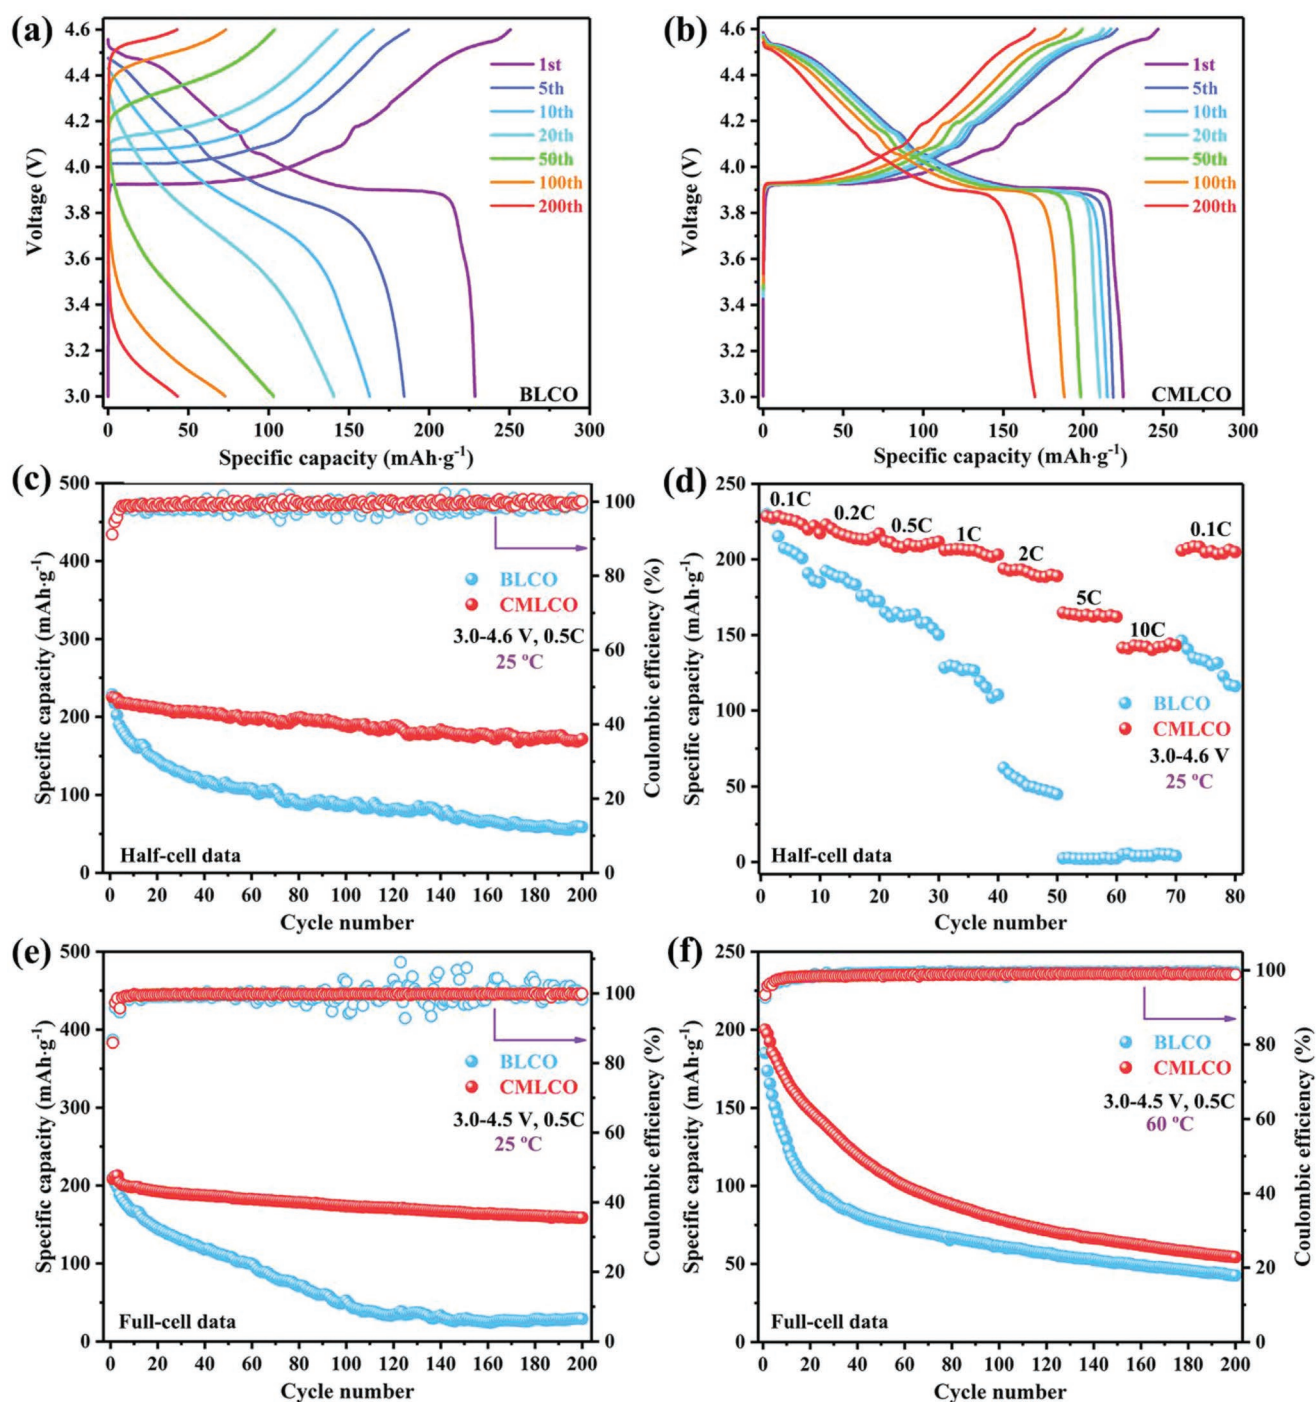 (a)
4.6
4.4
4.2
4.0
3.8
3.6
3.4
3.2
3.0
Voltage (V)
1st
5th
10th
20th
50th
100th
200th
BLCO
0 50 100 150 200 250 300
Specific capacity (mAh·g⁻¹)
(b)
4.6
4.4
4.2
4.0
3.8
3.6
3.4
3.2
3.0
Voltage (V)
1st
5th
10th
20th
50th
100th
200th
CMLCO
0 50 100 150 200 250 300
Specific capacity (mAh·g⁻¹)
(c)
500
400
300
200
100
0
Specific capacity (mAh·g⁻¹)
BLCO
CMLCO
3.0-4.6 V, 0.5C
25 ºC
Half-cell data
100
80
60
40
20
0
Coulombic efficiency (%)
0 20 40 60 80 100 120 140 160 180 200
Cycle number
(d)
250
200
150
100
50
0
Specific capacity (mAh·g⁻¹)
0.1C
0.2C
0.5C
1C
2C
5C
10C
0.1C
BLCO
CMLCO
3.0-4.6 V
25 ºC
Half-cell data
0 10 20 30 40 50 60 70 80
Cycle number
(e)
500
400
300
200
100
0
Specific capacity (mAh·g⁻¹)
BLCO
CMLCO
3.0-4.5 V, 0.5C
25 ºC
Full-cell data
100
80
60
40
20
0
Coulombic efficiency (%)
0 20 40 60 80 100 120 140 160 180 200
Cycle number
(f)
250
200
150
100
50
0
Specific capacity (mAh·g⁻¹)
BLCO
CMLCO
3.0-4.5 V, 0.5C
60 ºC
Full-cell data
100
80
60
40
20
0
Coulombic efficiency (%)
0 20 40 60 80 100 120 140 160 180 200
Cycle number